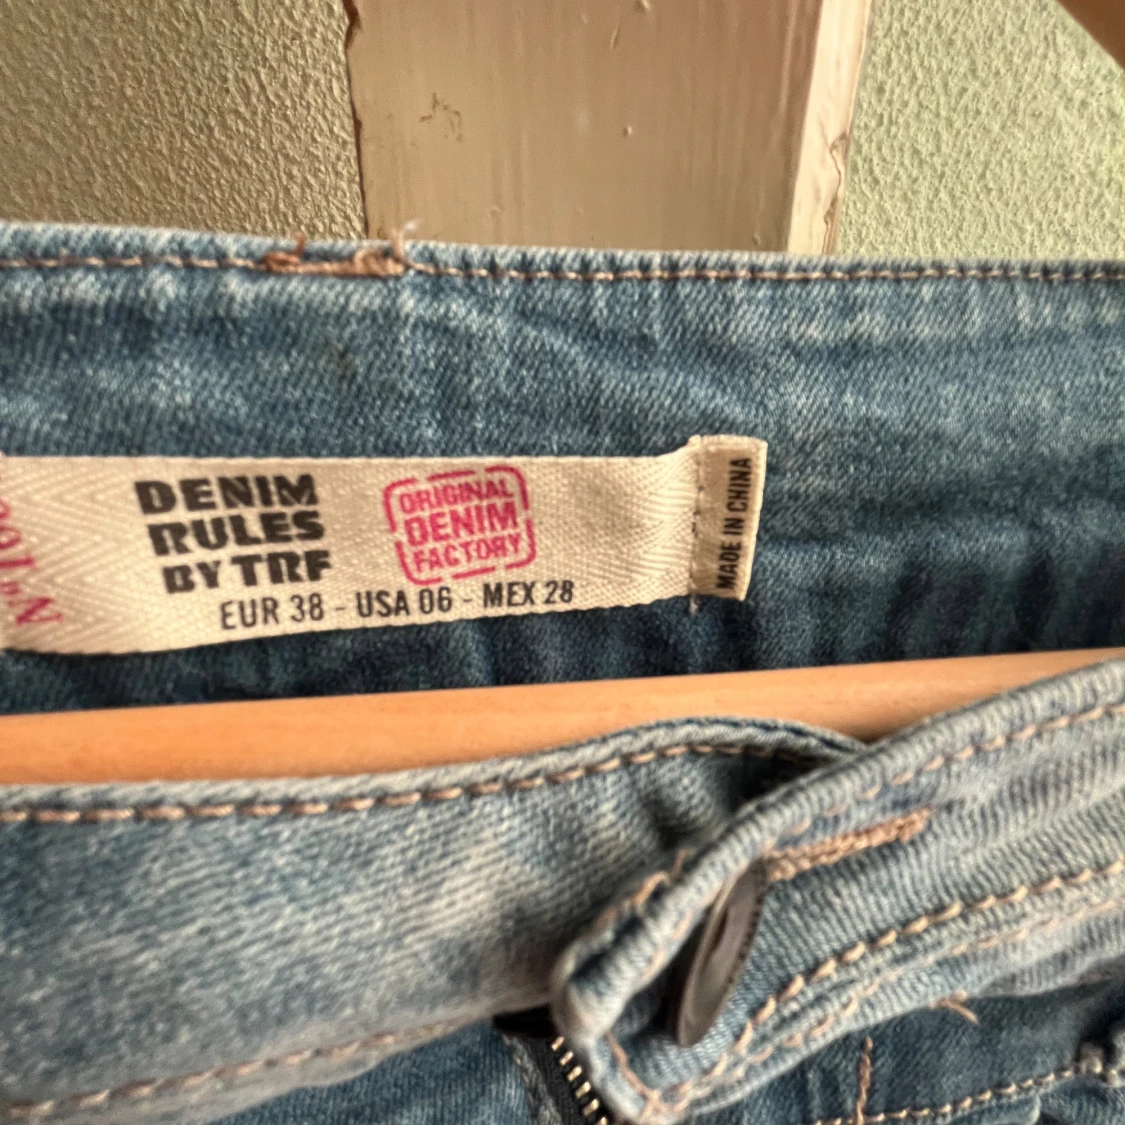 DENIM
RULES
BY TRF
ORIGINAL
DENIM
FACTORY
EUR 38 - USA 06 - MEX 28
MADE IN CHINA